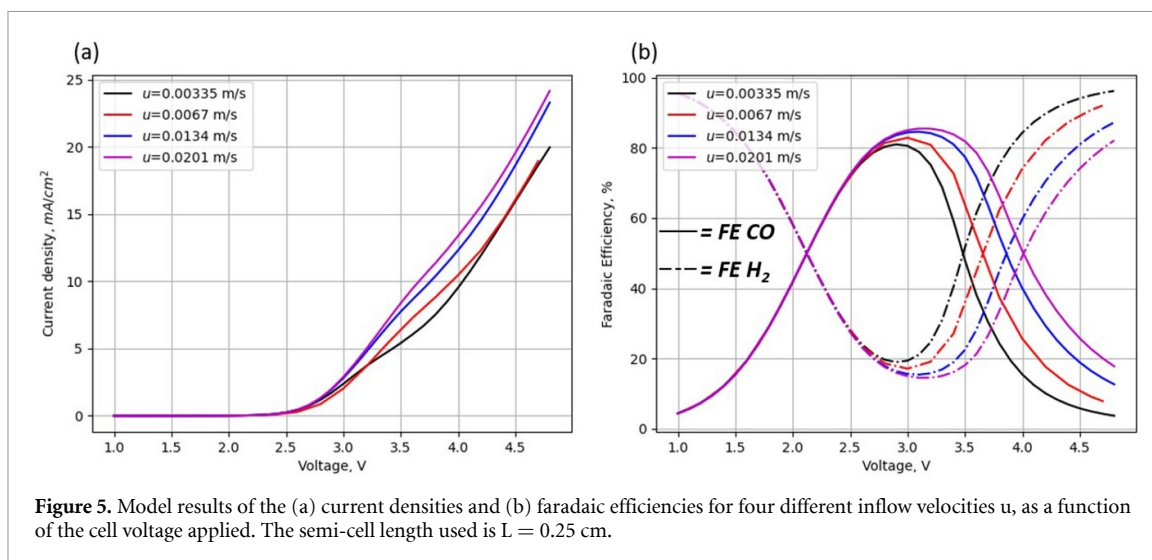 (a)
25
20
15
10
5
0
Current density, mA/cm²
u=0.00335 m/s
u=0.0067 m/s
u=0.0134 m/s
u=0.0201 m/s
1.0 1.5 2.0 2.5 3.0 3.5 4.0 4.5
Voltage, V
(b)
100
80
60
40
20
0
Faradaic Efficiency, %
u=0.00335 m/s
u=0.0067 m/s
u=0.0134 m/s
u=0.0201 m/s
= FE CO
= FE H₂
1.0 1.5 2.0 2.5 3.0 3.5 4.0 4.5
Voltage, V
Figure 5. Model results of the (a) current densities and (b) faradaic efficiencies for four different inflow velocities u, as a function
of the cell voltage applied. The semi-cell length used is L = 0.25 cm.